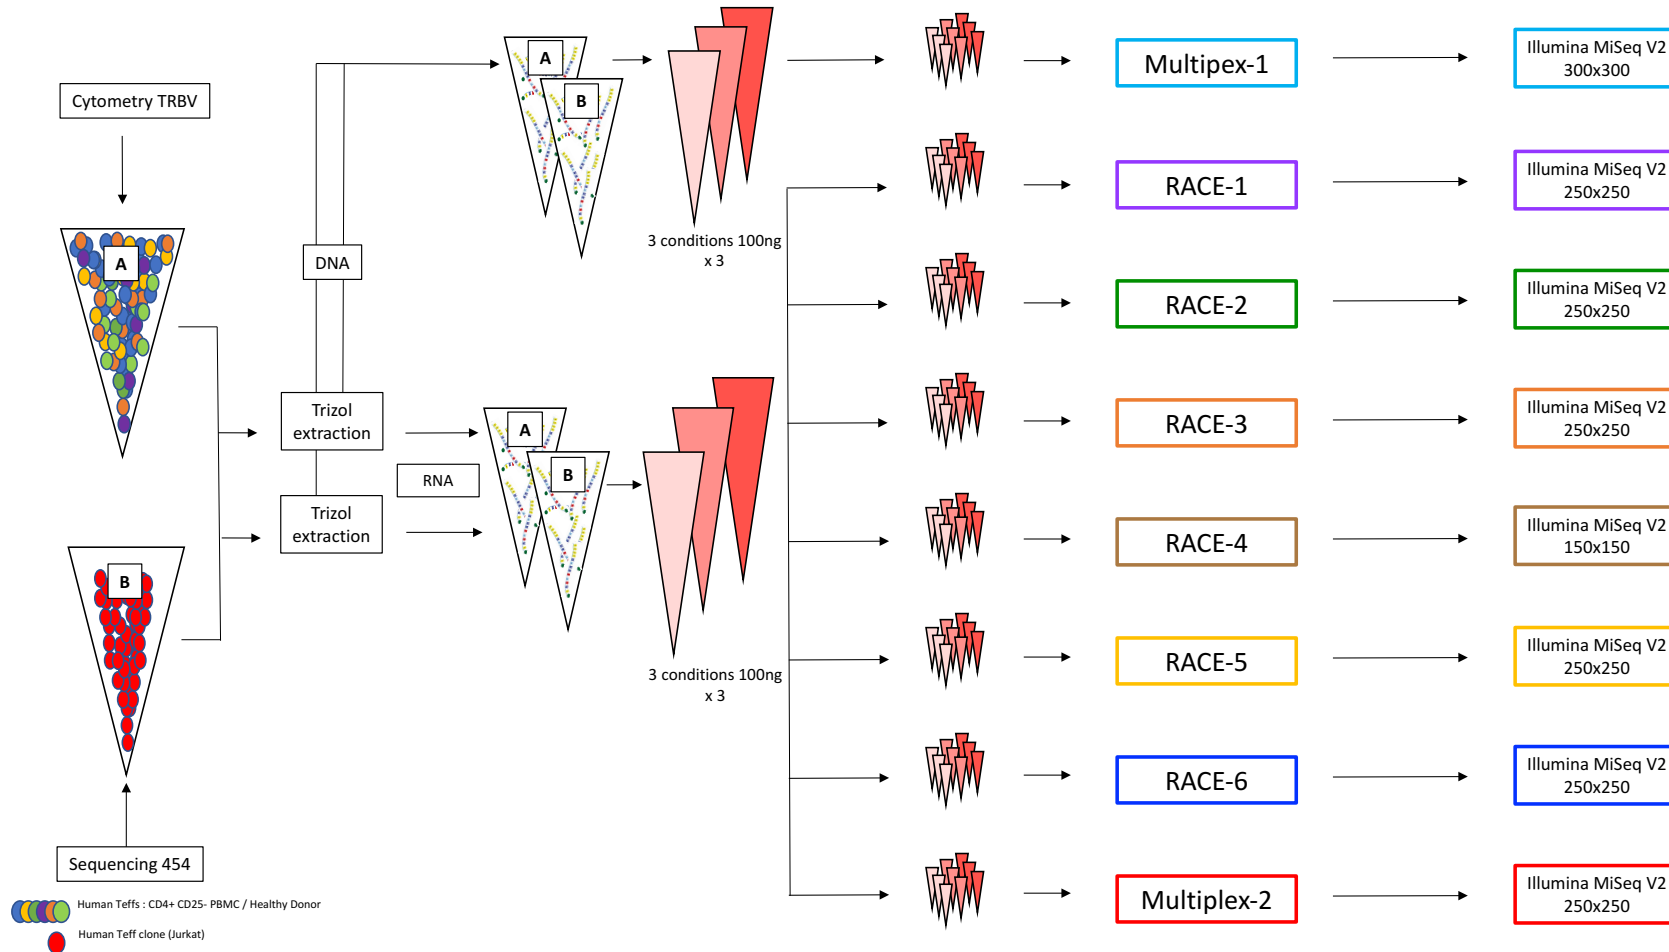 Cytometry TRBV
A
B
Sequencing 454
Human Teffs : CD4+ CD25- PBMC / Healthy Donor
Human Teff clone (Jurkat)
DNA
Trizol
extraction
Trizol
extraction
RNA
A
B
3 conditions 100ng
x 3
A
B
3 conditions 100ng
x 3
Multipex-1
Illumina MiSeq V2
300x300
RACE-1
Illumina MiSeq V2
250x250
RACE-2
Illumina MiSeq V2
250x250
RACE-3
Illumina MiSeq V2
250x250
RACE-4
Illumina MiSeq V2
150x150
RACE-5
Illumina MiSeq V2
250x250
RACE-6
Illumina MiSeq V2
250x250
Multiplex-2
Illumina MiSeq V2
250x250